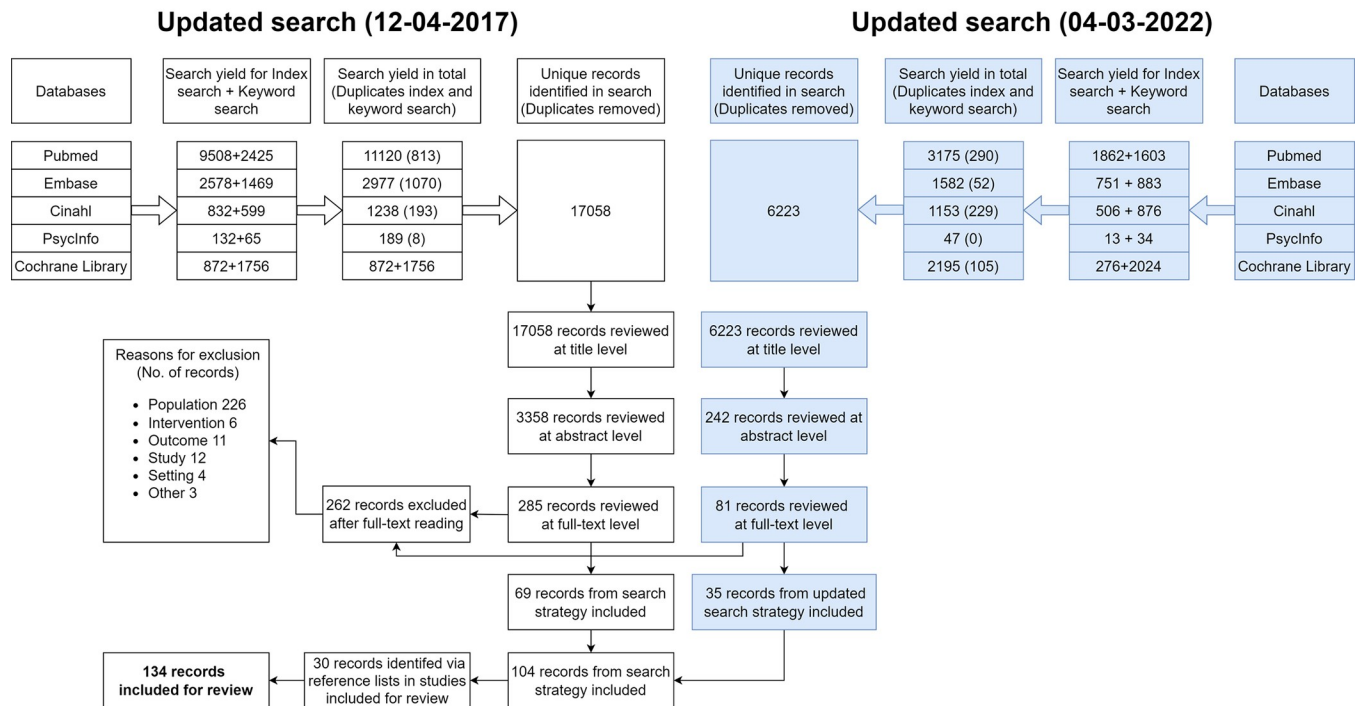 Updated search (12-04-2017)
Updated search (04-03-2022)
Databases
Search yield for Index
search + Keyword
search
Search yield in total
(Duplicates index and
keyword search)
Unique records
identified in search
(Duplicates removed)
Unique records
identified in search
(Duplicates removed)
Search yield in total
(Duplicates index and
keyword search)
Search yield for Index
search + Keyword
search
Databases
Pubmed
9508+2425
11120 (813)
Embase
2578+1469
2977 (1070)
Cinahl
832+599
1238 (193)
PsycInfo
132+65
189 (8)
Cochrane Library
872+1756
872+1756
17058
6223
3175 (290)
1862+1603
Pubmed
1582 (52)
751 + 883
Embase
1153 (229)
506 + 876
Cinahl
47 (0)
13 + 34
PsycInfo
2195 (105)
276+2024
Cochrane Library
17058 records reviewed
at title level
6223 records reviewed
at title level
Reasons for exclusion
(No. of records)
• Population 226
• Intervention 6
• Outcome 11
• Study 12
• Setting 4
• Other 3
3358 records reviewed
at abstract level
242 records reviewed at
abstract level
262 records excluded
after full-text reading
285 records reviewed
at full-text level
81 records reviewed
at full-text level
69 records from search
strategy included
35 records from updated
search strategy included
134 records
included for review
30 records identifed via
reference lists in studies
included for review
104 records from search
strategy included